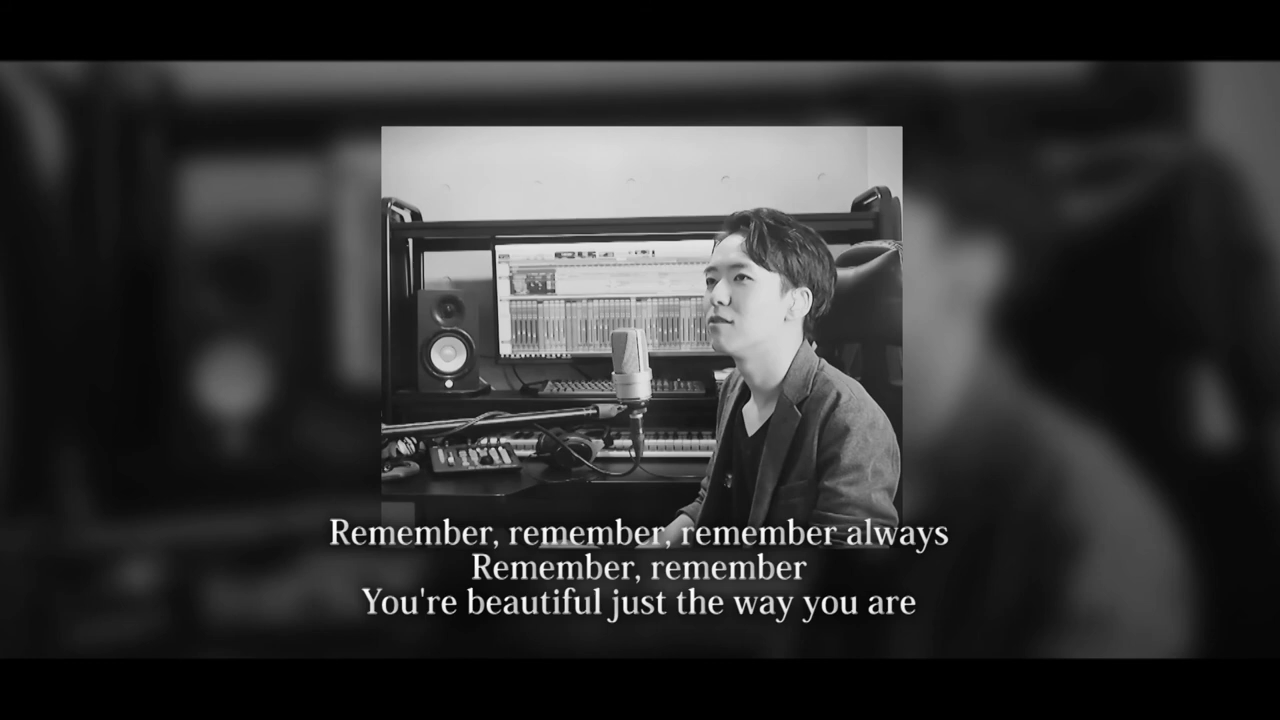 Remember, remember, remember always
Remember, remember
You're beautiful just the way you are